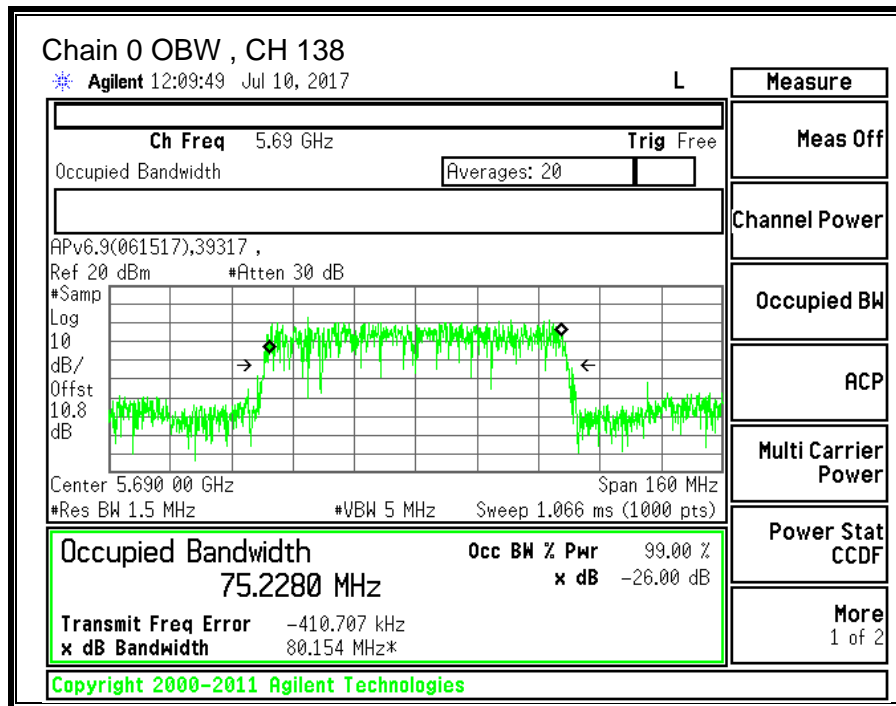 Chain 0 OBW , CH 138
Agilent 12:09:49 Jul 10, 2017 L
Measure
Ch Freq 5.69 GHz Trig Free
Occupied Bandwidth Averages: 20
APv6.9(061517),39317 ,
Ref 20 dBm #Atten 30 dB
#Samp
Log
10
dB/
Offst
10.8
dB
Center 5.690 00 GHz Span 160 MHz
#Res BW 1.5 MHz #VBW 5 MHz Sweep 1.066 ms (1000 pts)
Occupied Bandwidth Occ BW % Pwr 99.00 %
75.2280 MHz x dB -26.00 dB
Transmit Freq Error -410.707 kHz
x dB Bandwidth 80.154 MHz*
Copyright 2000-2011 Agilent Technologies
Meas Off
Channel Power
Occupied BW
ACP
Multi Carrier
Power
Power Stat
CCDF
More
1 of 2